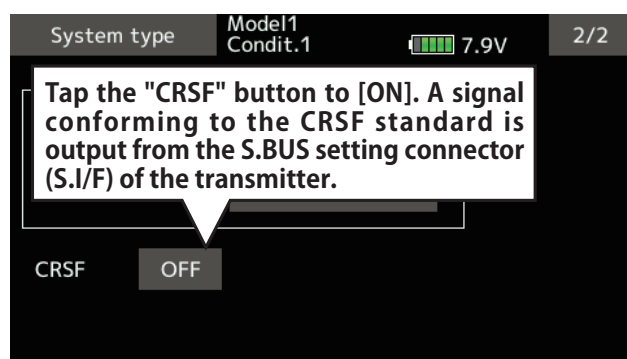 System type
Model1
Condit.1
7.9V
2/2
Tap the "CRSF" button to [ON]. A signal
conforming to the CRSF standard is
output from the S.BUS setting connector
(S.I/F) of the transmitter.
CRSF
OFF